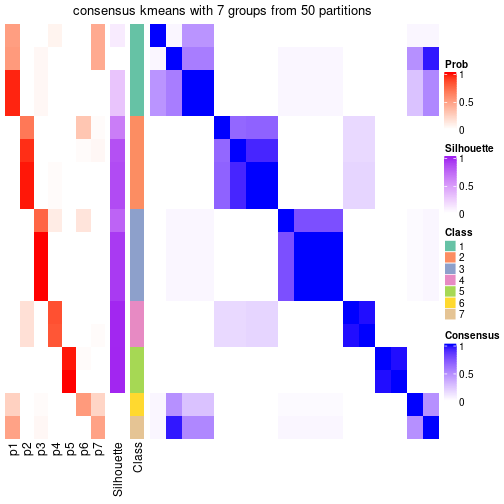 consensus kmeans with 7 groups from 50 partitions
Prob
1
0.5
0
Silhouette
1
0.5
0
Class
1
2
3
4
5
6
7
Consensus
1
0.5
0
p1
p2
p3
p4
p5
p6
p7
Silhouette
Class